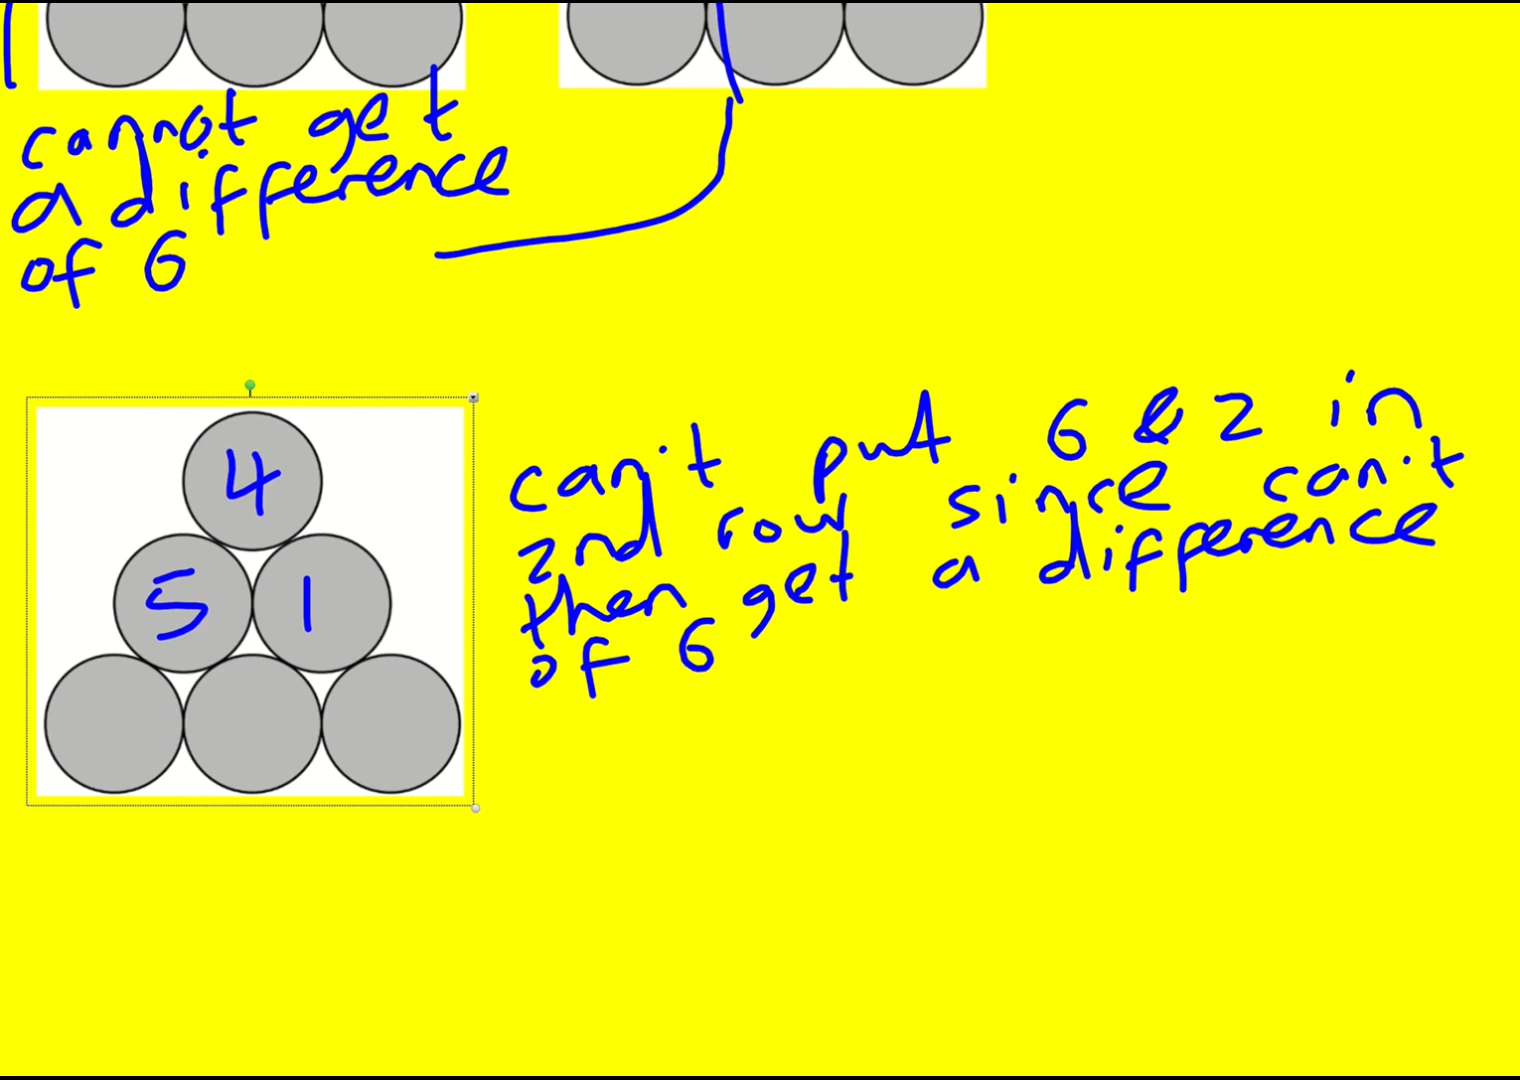 cannot get
a difference
of 6
4
5 1
can't put 6 & 2 in
2nd row since can't
then get a difference
of 6